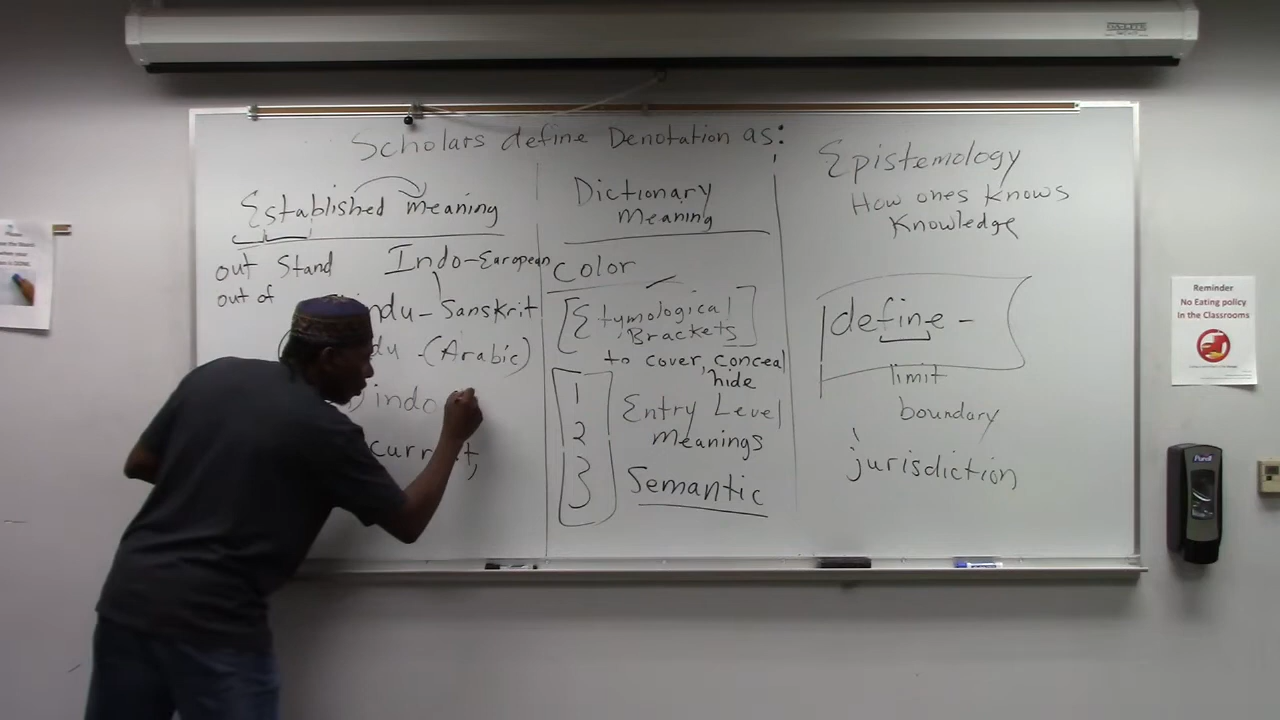 Scholars define Denotation as:
Established meaning
out Stand
out of
Indo-European
Sanskrit
(Arabic)
indo
Dictionary
Meaning
Color
[Etymological
Brackets]
to cover, conceal
hide
1
2
3
Entry Level
Meanings
Semantic
Epistemology
How ones Knows
Knowledge
define -
limit
boundary
jurisdiction
Reminder
No Eating policy
In the Classrooms
Purell